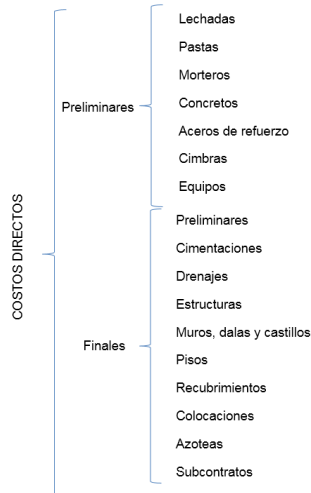 COSTOS DIRECTOS
Preliminares
Lechadas
Pastas
Morteros
Concretos
Aceros de refuerzo
Cimbras
Equipos
Finales
Preliminares
Cimentaciones
Drenajes
Estructuras
Muros, dalas y castillos
Pisos
Recubrimientos
Colocaciones
Azoteas
Subcontratos